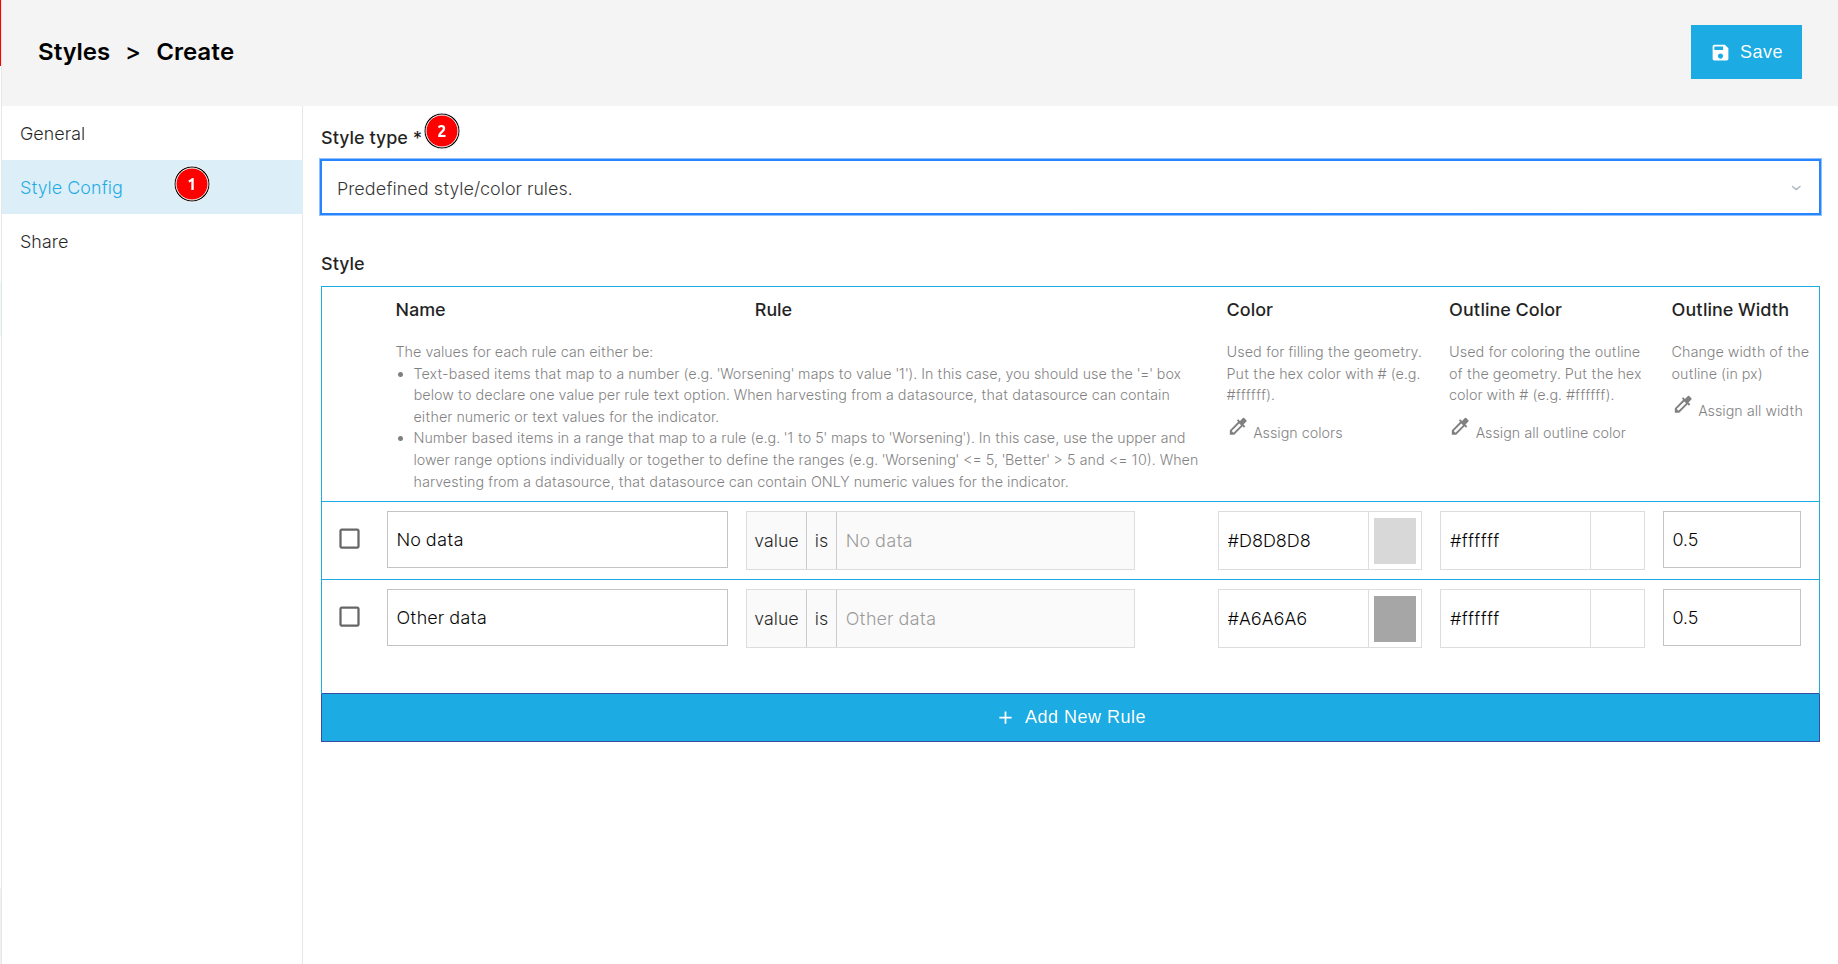 Styles > Create
Save
General
Style Config
1
Share
Style type *
2
Predefined style/color rules.
Style
Name
Rule
Color
Outline Color
Outline Width
The values for each rule can either be:
Text-based items that map to a number (e.g. 'Worsening' maps to value '1'). In this case, you should use the '=' box
below to declare one value per rule text option. When harvesting from a datasource, that datasource can contain
either numeric or text values for the indicator.
Number based items in a range that map to a rule (e.g. '1 to 5' maps to 'Worsening'). In this case, use the upper and
lower range options individually or together to define the ranges (e.g. 'Worsening' <= 5, 'Better' > 5 and <= 10). When
harvesting from a datasource, that datasource can contain ONLY numeric values for the indicator.
Used for filling the geometry.
Put the hex color with # (e.g.
#ffffff).
Assign colors
Used for coloring the outline
of the geometry. Put the hex
color with # (e.g. #ffffff).
Assign all outline color
Change width of the
outline (in px)
Assign all width
No data
value is No data
#D8D8D8
#ffffff
0.5
Other data
value is Other data
#A6A6A6
#ffffff
0.5
+ Add New Rule